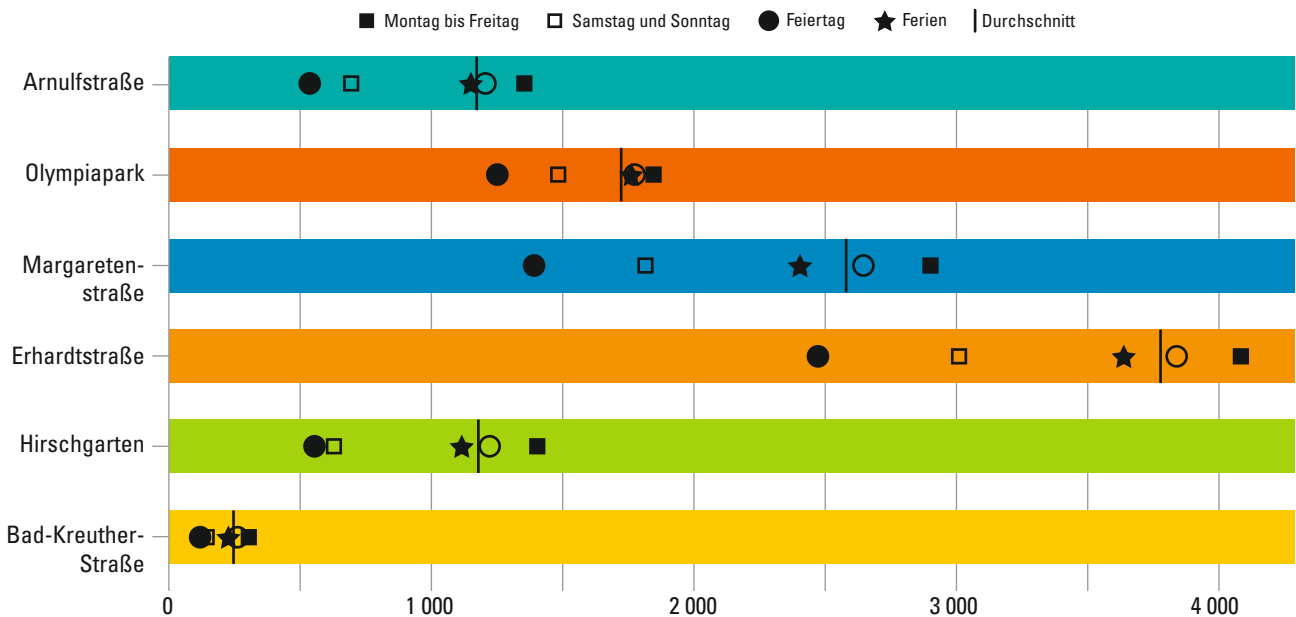 Montag bis Freitag Samstag und Sonntag Feiertag Ferien Durchschnitt
Arnulfstraße
Olympiapark
Margareten-
straße
Erhardtstraße
Hirschgarten
Bad-Kreuther-
Straße
0 1 000 2 000 3 000 4 000